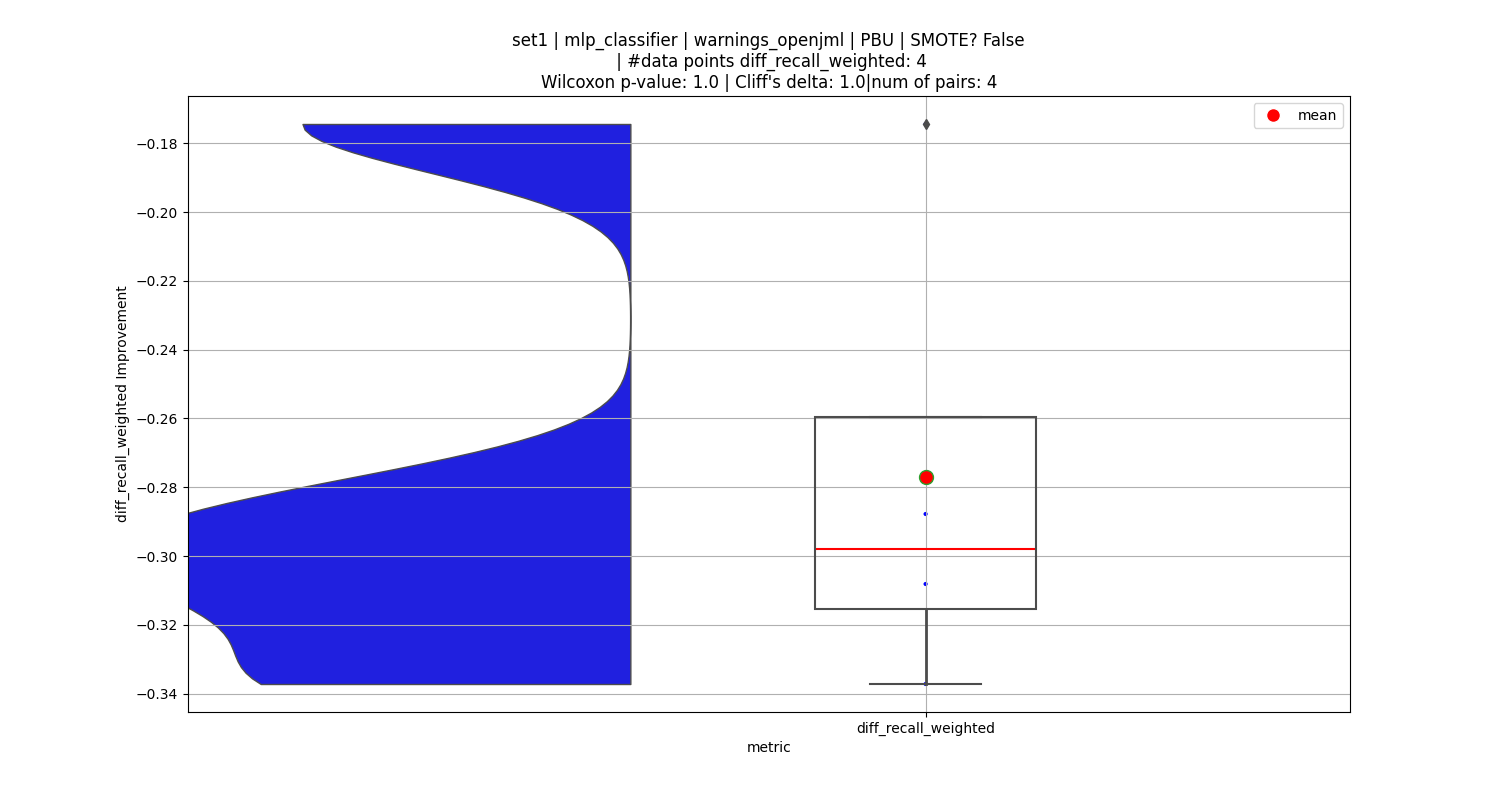 set1 | mlp_classifier | warnings_openjml | PBU | SMOTE? False
| #data points diff_recall_weighted: 4
Wilcoxon p-value: 1.0 | Cliff's delta: 1.0|num of pairs: 4
mean
−0.18
−0.20
−0.22
−0.24
−0.26
−0.28
−0.30
−0.32
−0.34
diff_recall_weighted Improvement
diff_recall_weighted
metric